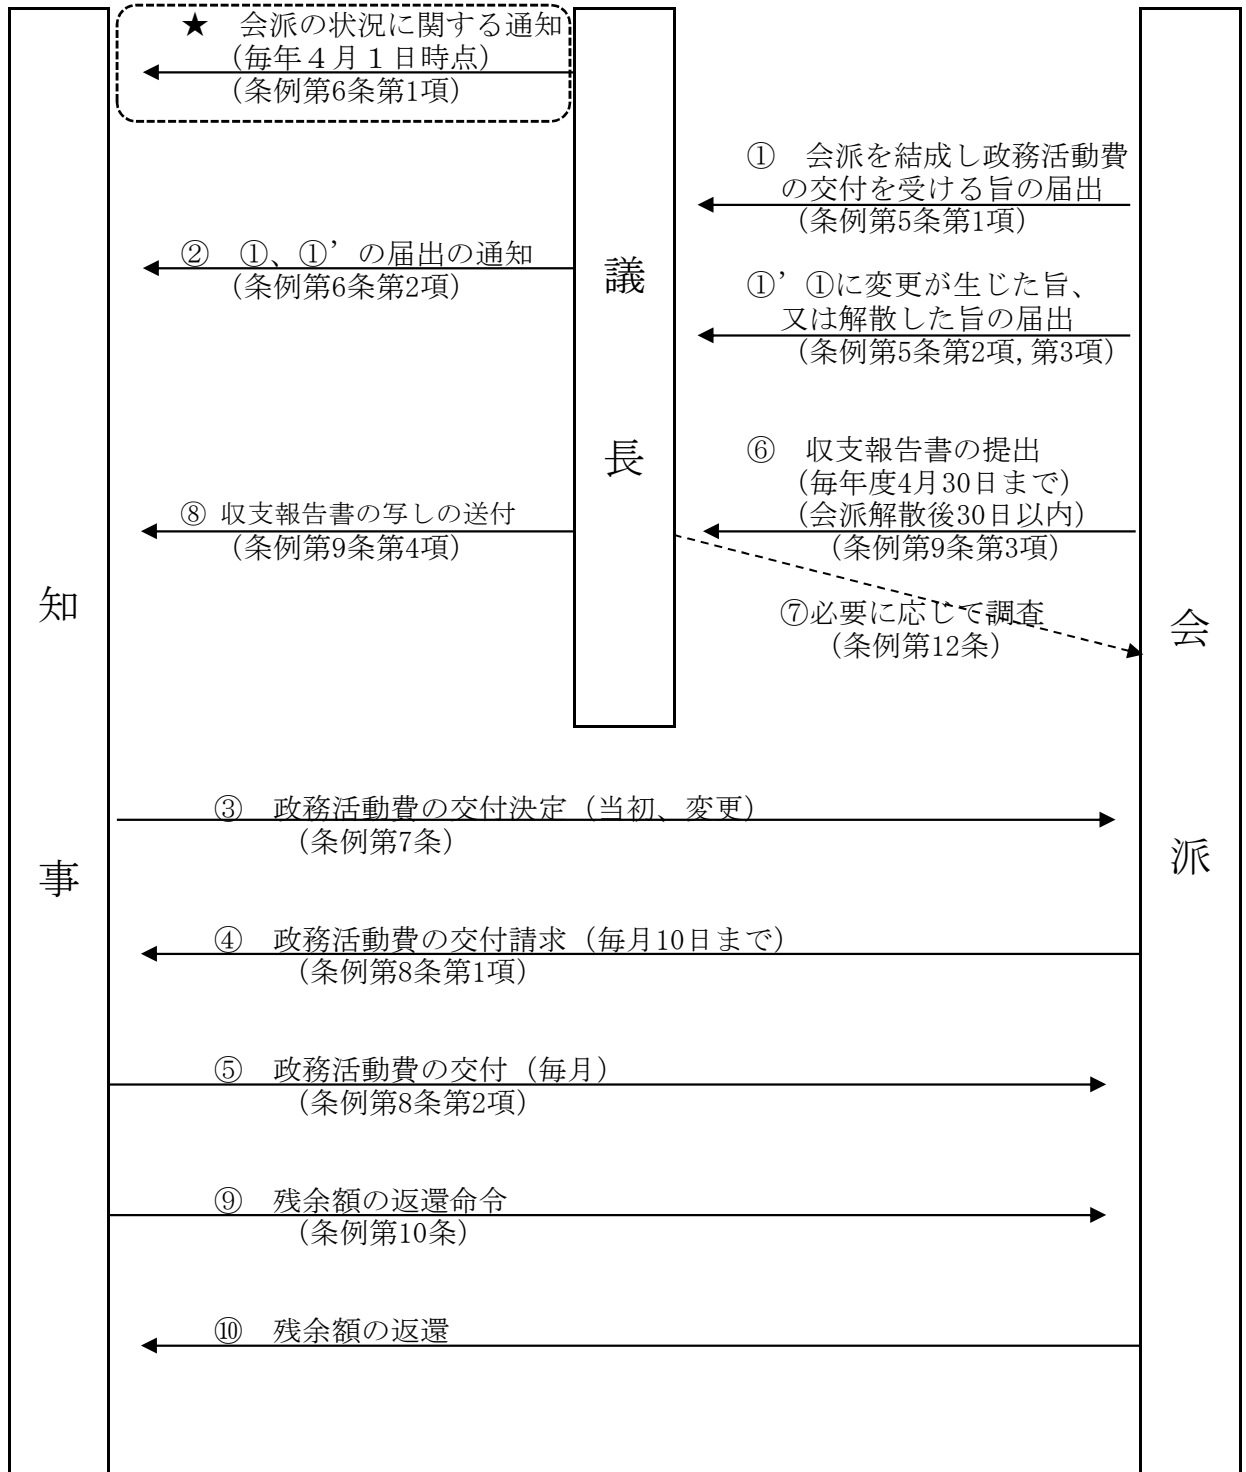 ★　会派の状況に関する通知
（毎年４月１日時点）
（条例第6条第1項）
①　会派を結成し政務活動費
の交付を受ける旨の届出
（条例第5条第1項）
②　①、①’の届出の通知
（条例第6条第2項）
①’①に変更が生じた旨、
又は解散した旨の届出
（条例第5条第2項,第3項）
議長
⑥　収支報告書の提出
（毎年度4月30日まで）
（会派解散後30日以内）
（条例第9条第3項）
⑧ 収支報告書の写しの送付
（条例第9条第4項）
⑦必要に応じて調査
（条例第12条）
知事
会派
③　政務活動費の交付決定（当初、変更）
（条例第7条）
④　政務活動費の交付請求（毎月10日まで）
（条例第8条第1項）
⑤　政務活動費の交付（毎月）
（条例第8条第2項）
⑨　残余額の返還命令
（条例第10条）
⑩　残余額の返還